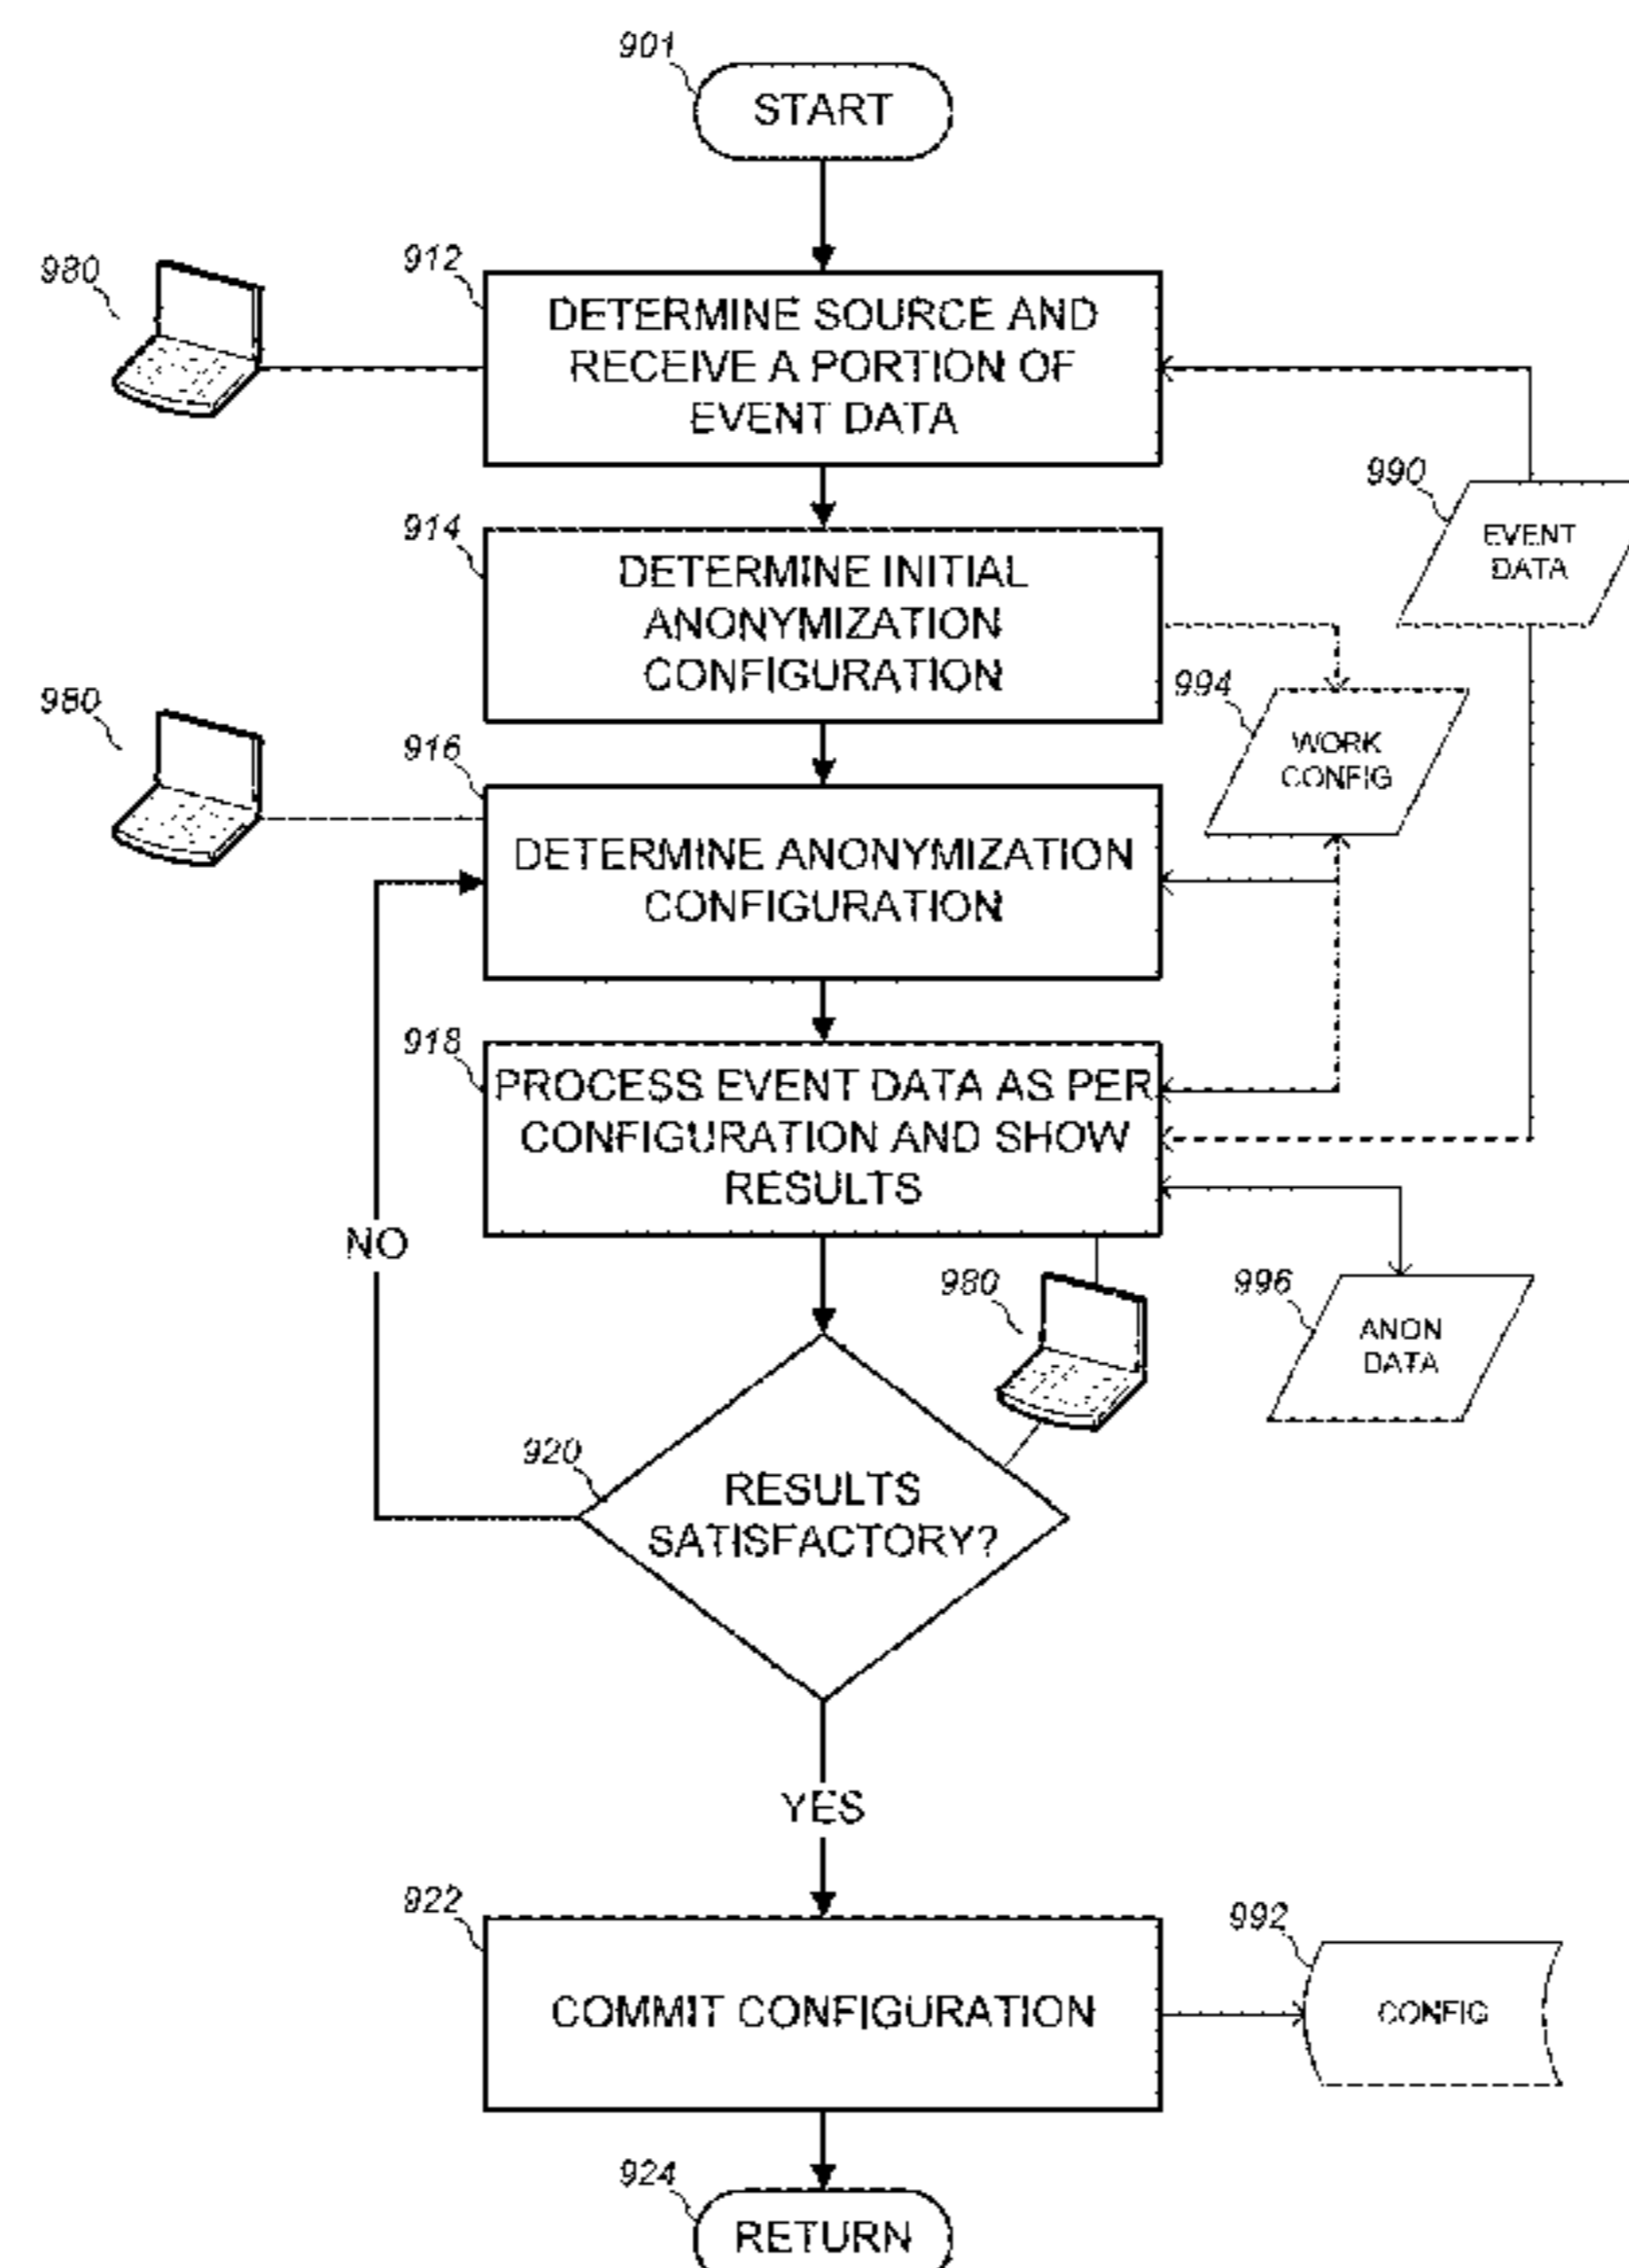 901
START
980
912
DETERMINE SOURCE AND
RECEIVE A PORTION OF
EVENT DATA
990
EVENT
DATA
914
DETERMINE INITIAL
ANONYMIZATION
CONFIGURATION
994
WORK
CONFIG
980
916
DETERMINE ANONYMIZATION
CONFIGURATION
918
PROCESS EVENT DATA AS PER
CONFIGURATION AND SHOW
RESULTS
NO
980
996
ANON
DATA
920
RESULTS
SATISFACTORY?
YES
922
COMMIT CONFIGURATION
992
CONFIG
924
RETURN